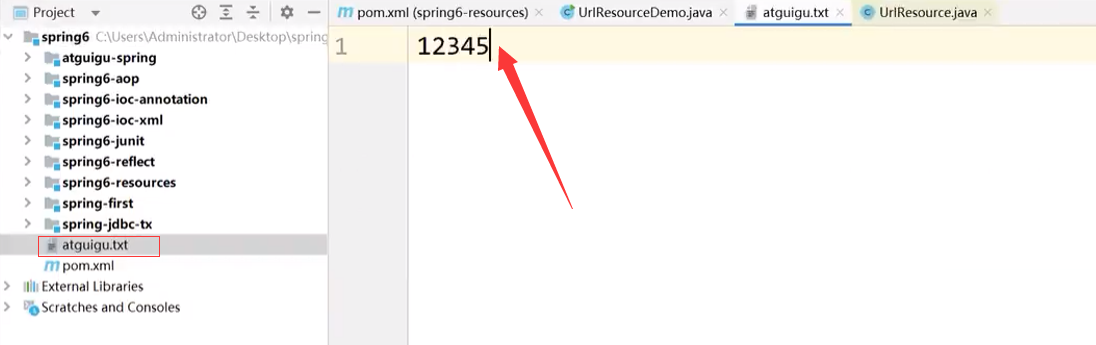 Project
pom.xml (spring6-resources)
UrlResourceDemo.java
atguigu.txt
UrlResource.java
spring6 C:\Users\Administrator\Desktop\spring
atguigu-spring
spring6-aop
spring6-ioc-annotation
spring6-ioc-xml
spring6-junit
spring6-reflect
spring6-resources
spring-first
spring-jdbc-tx
atguigu.txt
pom.xml
External Libraries
Scratches and Consoles
1
12345